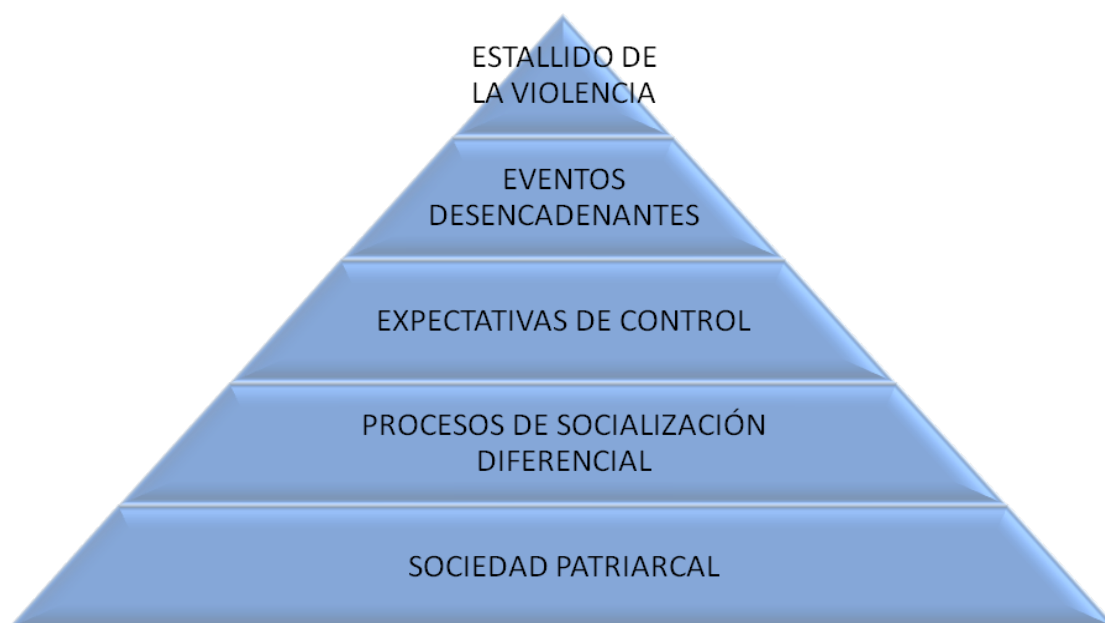 ESTALLIDO DE
LA VIOLENCIA
EVENTOS
DESENCADENANTES
EXPECTATIVAS DE CONTROL
PROCESOS DE SOCIALIZACIÓN
DIFERENCIAL
SOCIEDAD PATRIARCAL